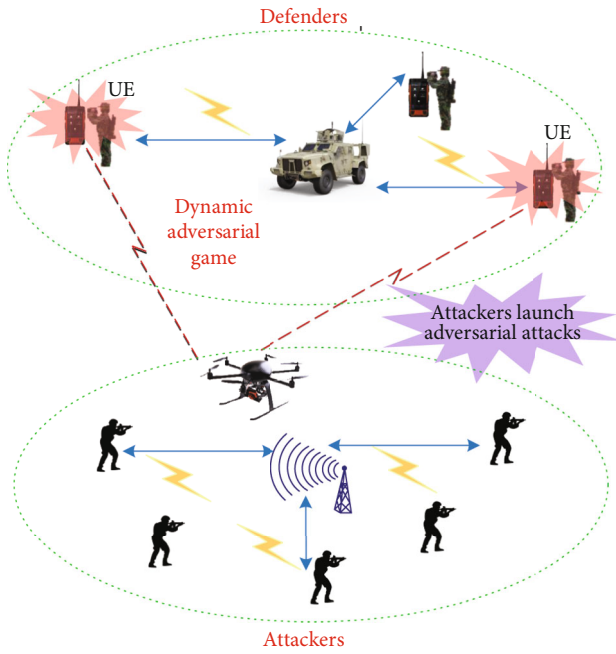 Defenders
UE
UE
Dynamic
adversarial
game
Attackers launch
adversarial attacks
Attackers